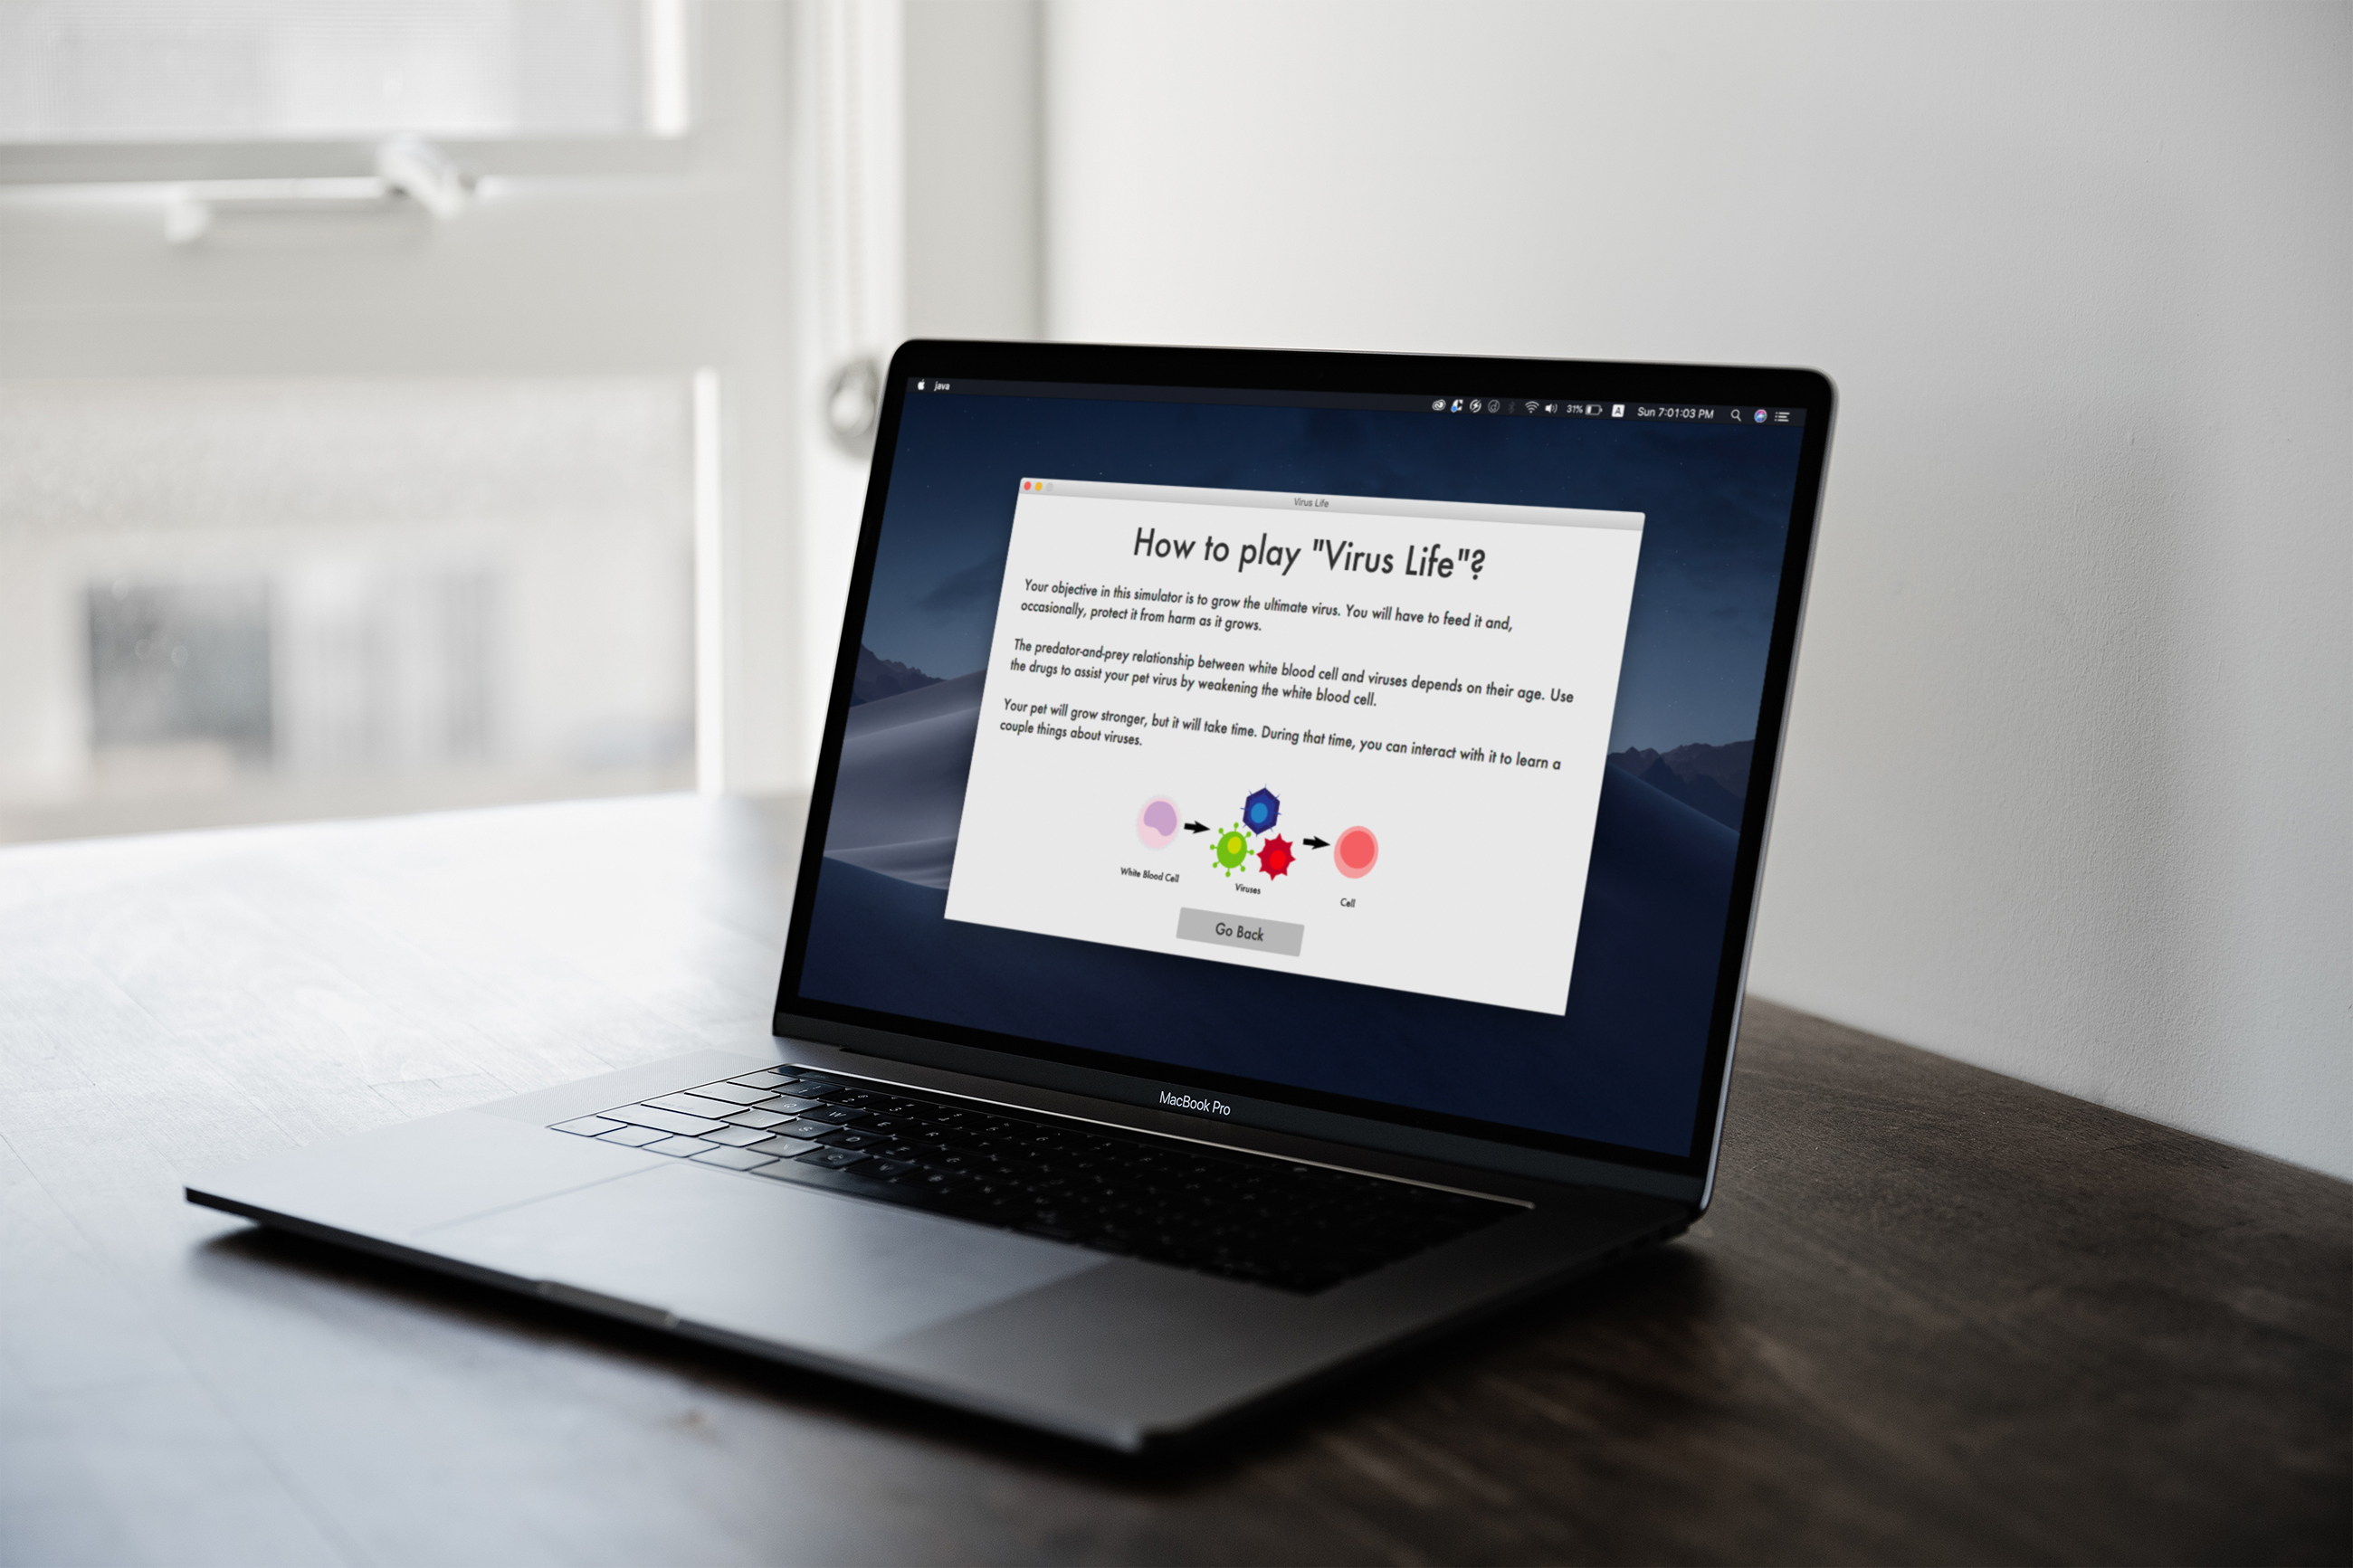 java
31%
A
Sun 7:01:03 PM
Virus Life
How to play "Virus Life"?
Your objective in this simulator is to grow the ultimate virus. You will have to feed it and,
occasionally, protect it from harm as it grows.
The predator-and-prey relationship between white blood cell and viruses depends on their age. Use
the drugs to assist your pet virus by weakening the white blood cell.
Your pet will grow stronger, but it will take time. During that time, you can interact with it to learn a
couple things about viruses.
White Blood Cell
Viruses
Cell
Go Back
MacBook Pro